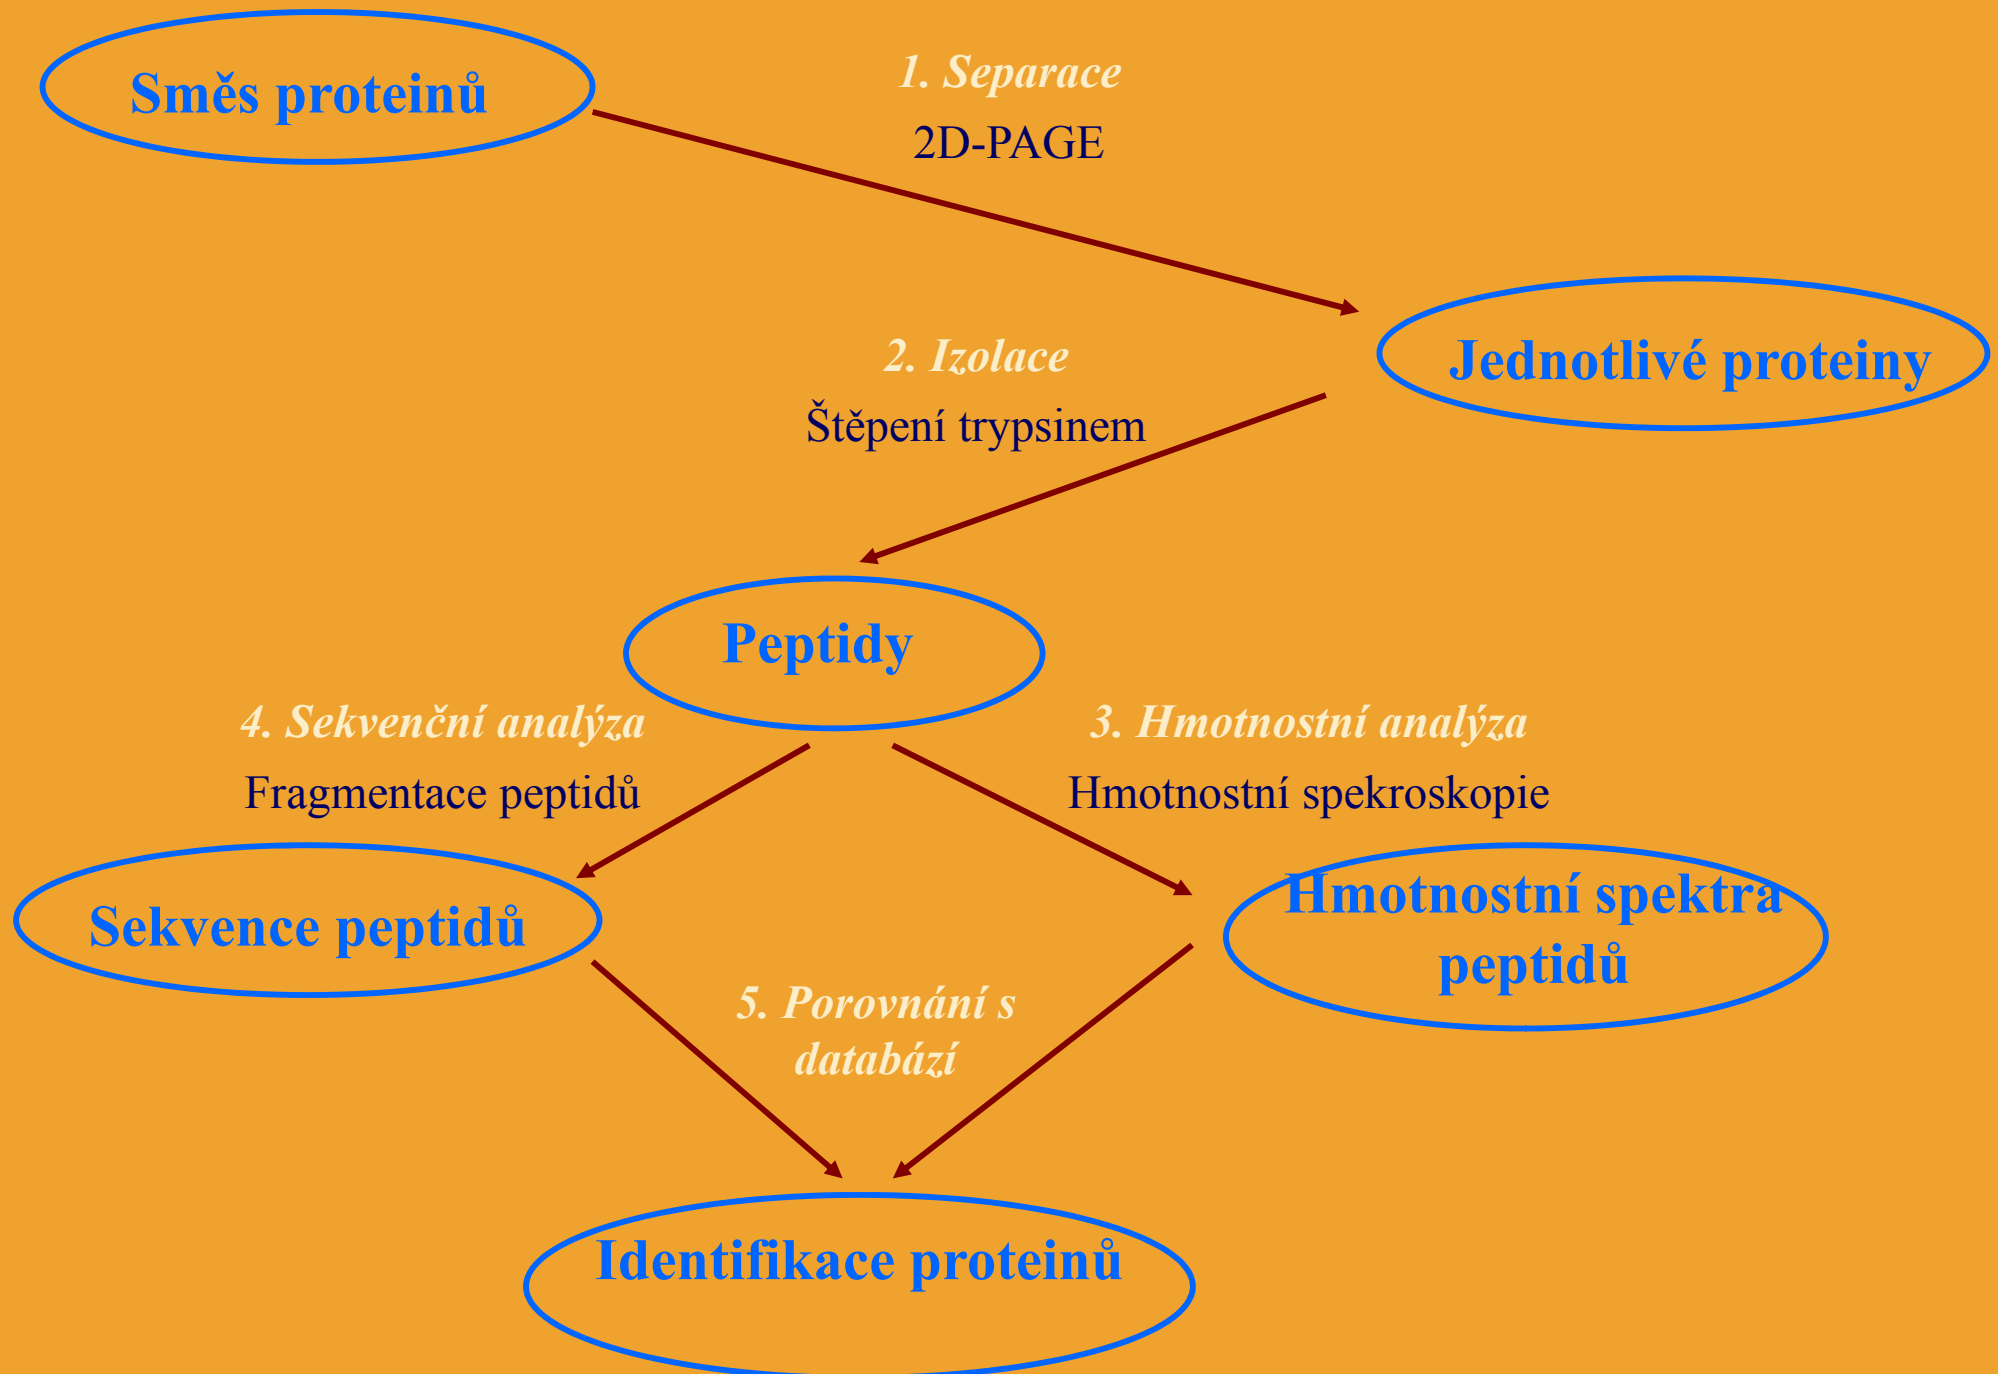 Směs proteinů
1. Separace
2D-PAGE
Jednotlivé proteiny
2. Izolace
Štěpení trypsinem
Peptidy
4. Sekvenční analýza
Fragmentace peptidů
3. Hmotnostní analýza
Hmotnostní spekroskopie
Sekvence peptidů
Hmotnostní spektra
peptidů
5. Porovnání s
databází
Identifikace proteinů